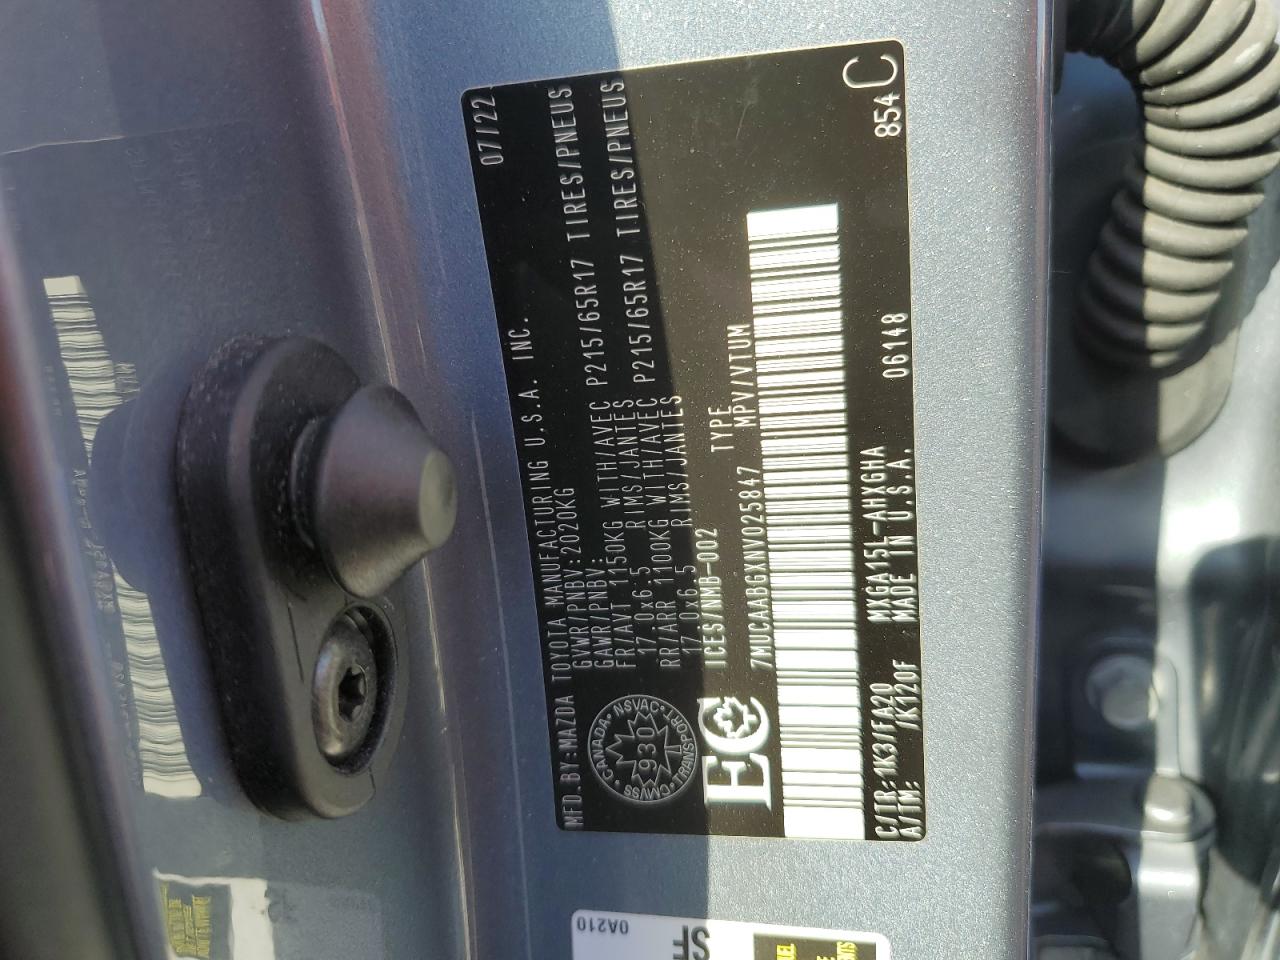 MFD.BY:MAZDA TOYOTA MANUFACTURING U.S.A. INC. 07/22
GVWR/PNBV:2020KG
GAWR/PNBV:
FR/AVT 1150KG WITH/AVEC P215/65R17 TIRES/PNEUS
17.0x6.5 RIMS/JANTES
RR/ARR 1100KG WITH/AVEC P215/65R17 TIRES/PNEUS
17.0x6.5 RIMS/JANTES
CANADA NSVAC
930
CMVSS TRANSPORT
EC
ICES/NMB-002 TYPE
MPV/VTUM
7MUCAABGXNV025847
C/TR:1K3/FA20 MXGA15L-AHXGHA 06148 854C
A/TM: /K120F MADE IN U.S.A.
0A210
SF